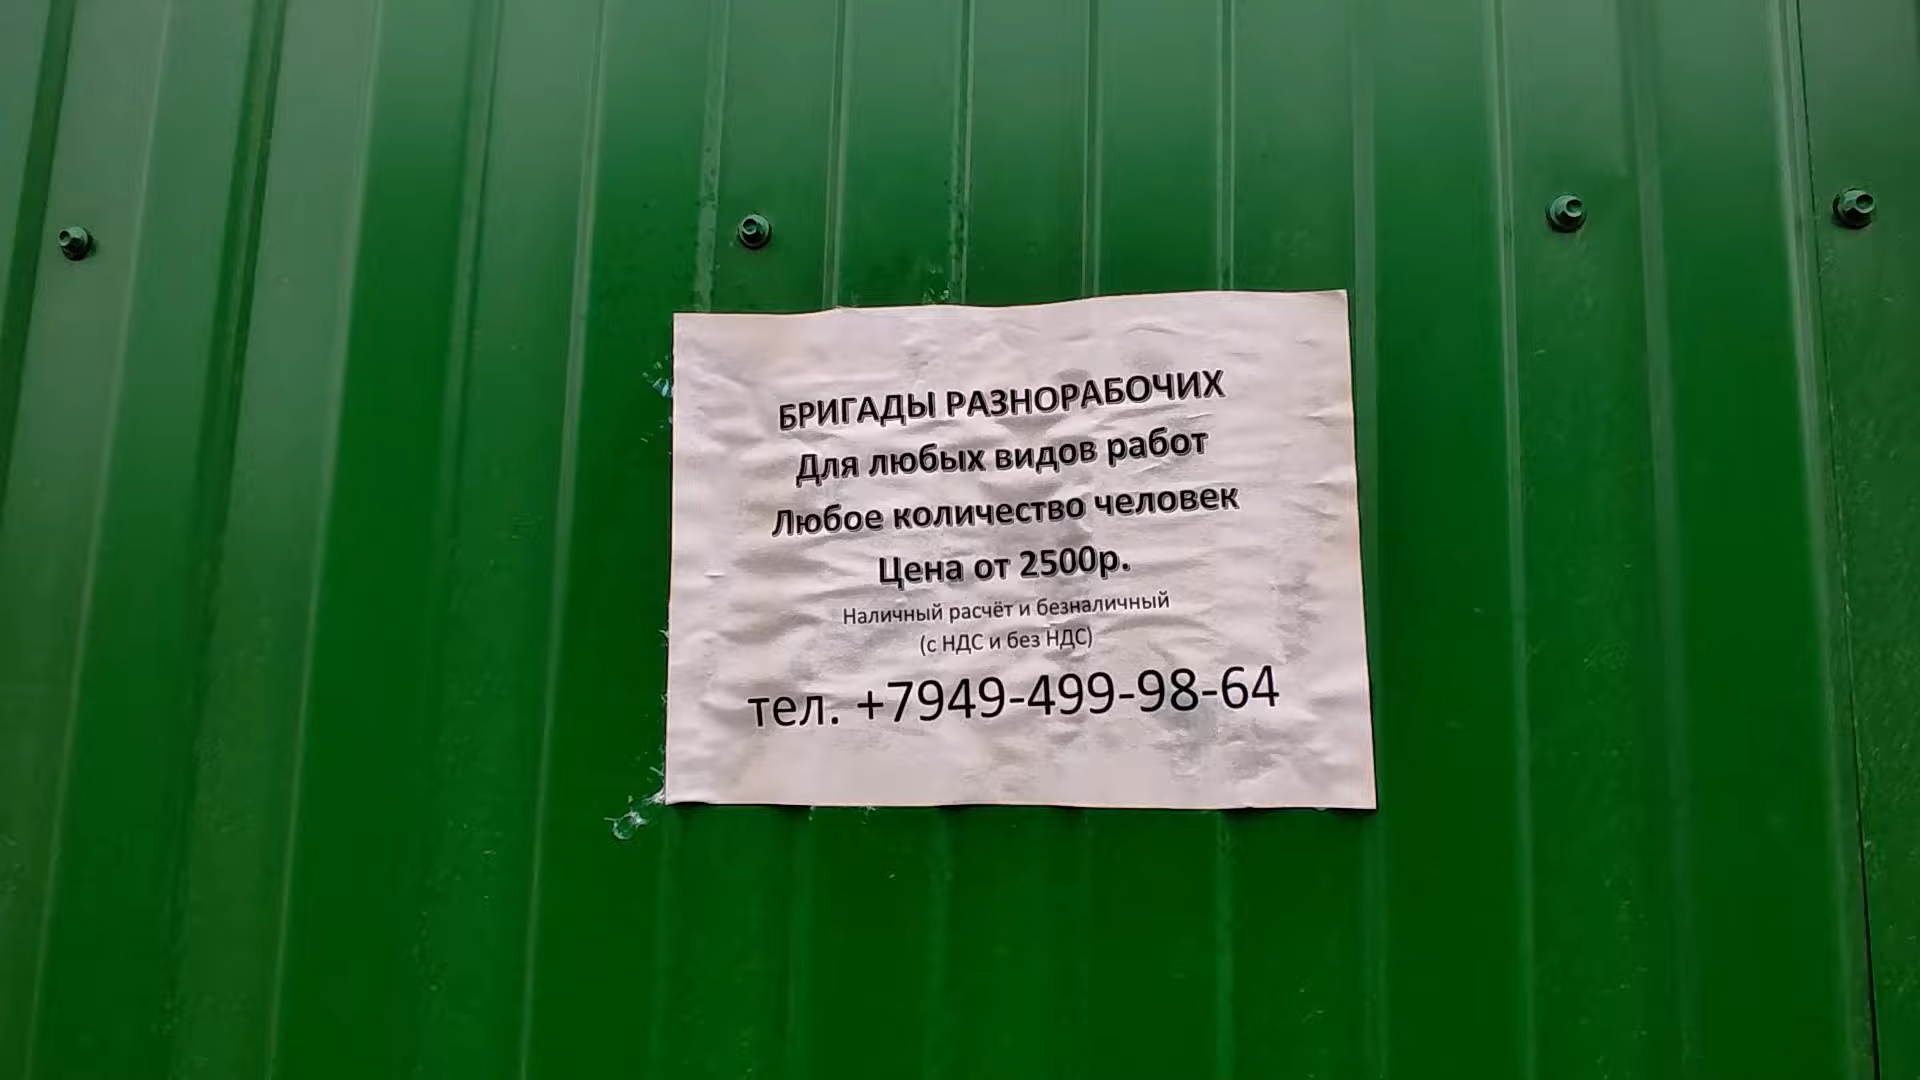 БРИГАДЫ РАЗНОРАБОЧИХ
Для любых видов работ
Любое количество человек
Цена от 2500р.
Наличный расчёт и безналичный
(с НДС и без НДС)
тел. +7949-499-98-64